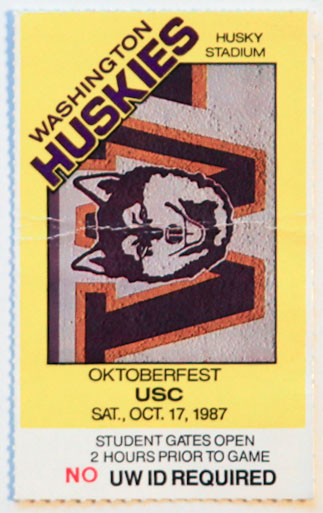 WASHINGTON
HUSKIES
HUSKY
STADIUM
W
OKTOBERFEST
USC
SAT., OCT. 17, 1987
STUDENT GATES OPEN
2 HOURS PRIOR TO GAME
NO UW ID REQUIRED